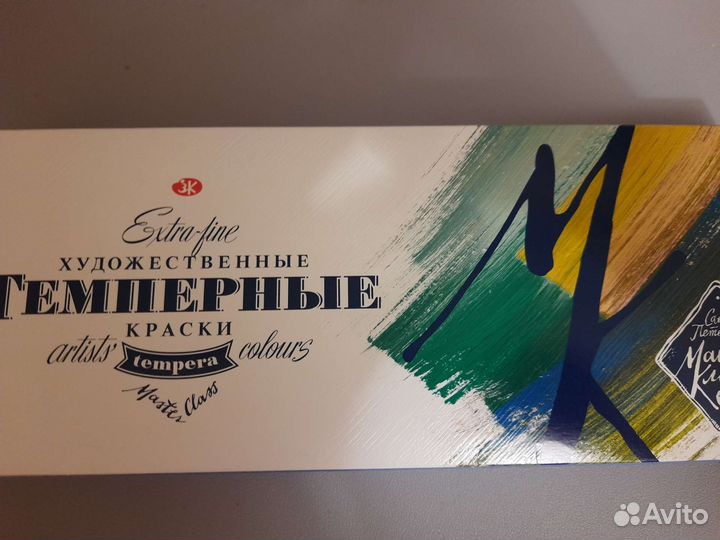 ЗК
Extra-fine
ХУДОЖЕСТВЕННЫЕ
ТЕМПЕРНЫЕ
КРАСКИ
artists' tempera colours
Master Class
Avito